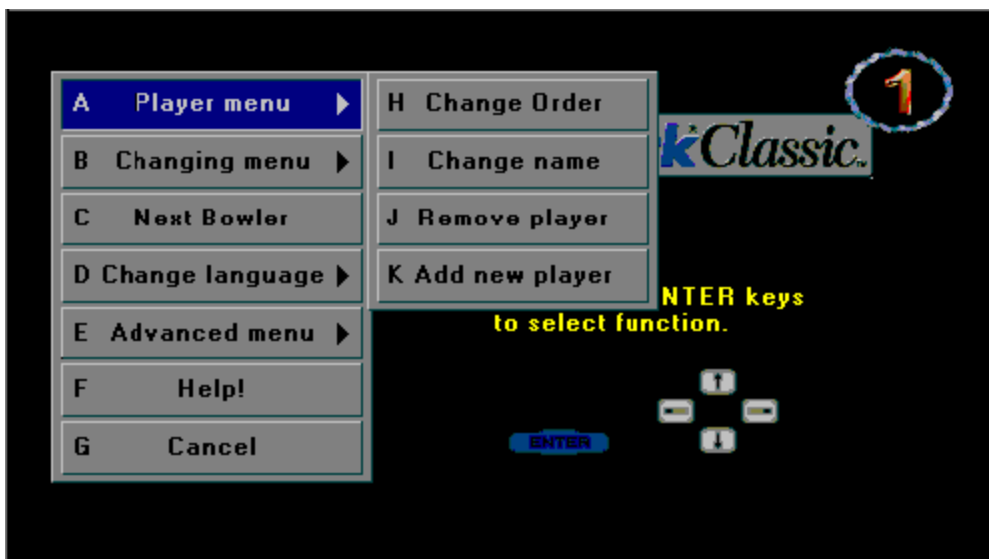 A Player menu
B Changing menu
C Next Bowler
D Change language
E Advanced menu
F Help!
G Cancel
H Change Order
I Change name
J Remove player
K Add new player
1
kClassic
NTER keys
to select function.
ENTER